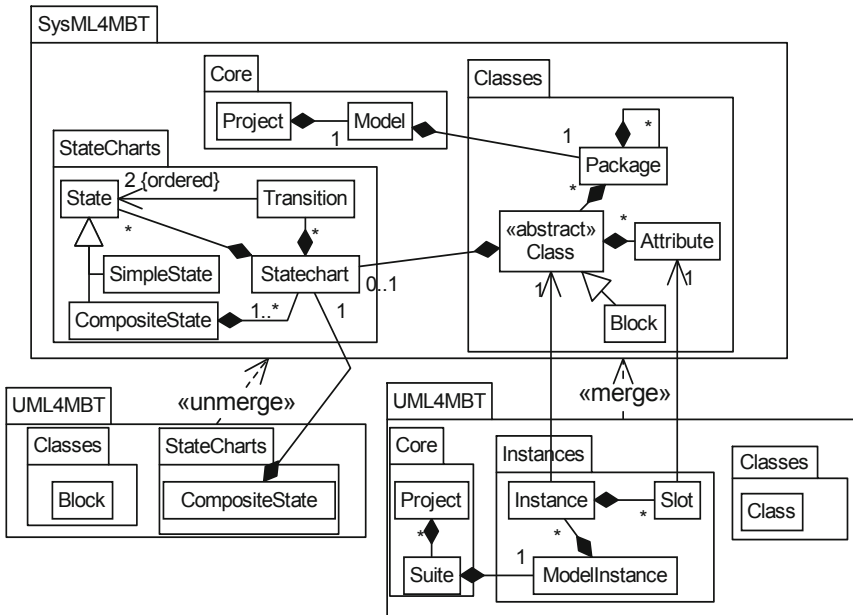 SysML4MBT
Core
Project
1
Model
Classes
1
*
Package
*
StateCharts
2 {ordered}
State
Transition
*
*
«abstract»
Class
*
Attribute
SimpleState
Statechart
0..1
1
1
CompositeState
1..*
1
Block
«unmerge»
«merge»
UML4MBT
Classes
Block
StateCharts
CompositeState
UML4MBT
Core
Project
*
Suite
1
Instances
Instance
*
Slot
*
ModelInstance
Classes
Class